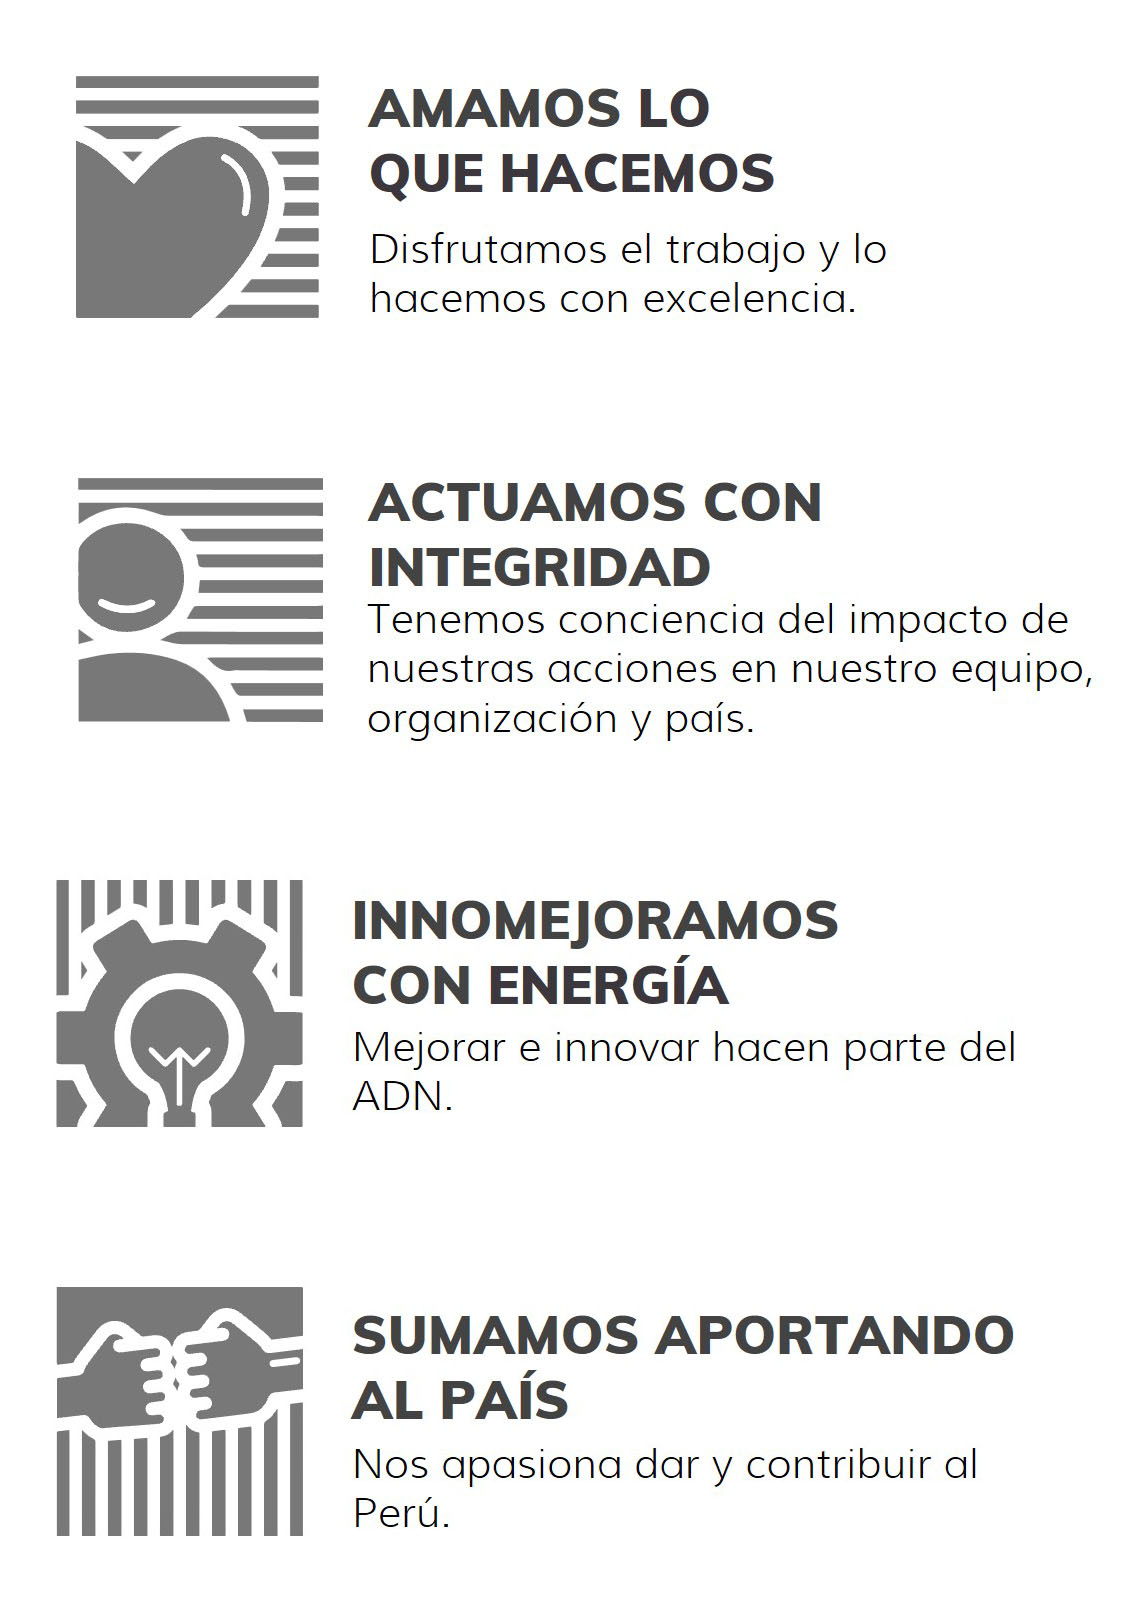 AMAMOS LO
QUE HACEMOS
Disfrutamos el trabajo y lo
hacemos con excelencia.
ACTUAMOS CON
INTEGRIDAD
Tenemos conciencia del impacto de
nuestras acciones en nuestro equipo,
organización y país.
INNOMEJORAMOS
CON ENERGÍA
Mejorar e innovar hacen parte del
ADN.
SUMAMOS APORTANDO
AL PAÍS
Nos apasiona dar y contribuir al
Perú.